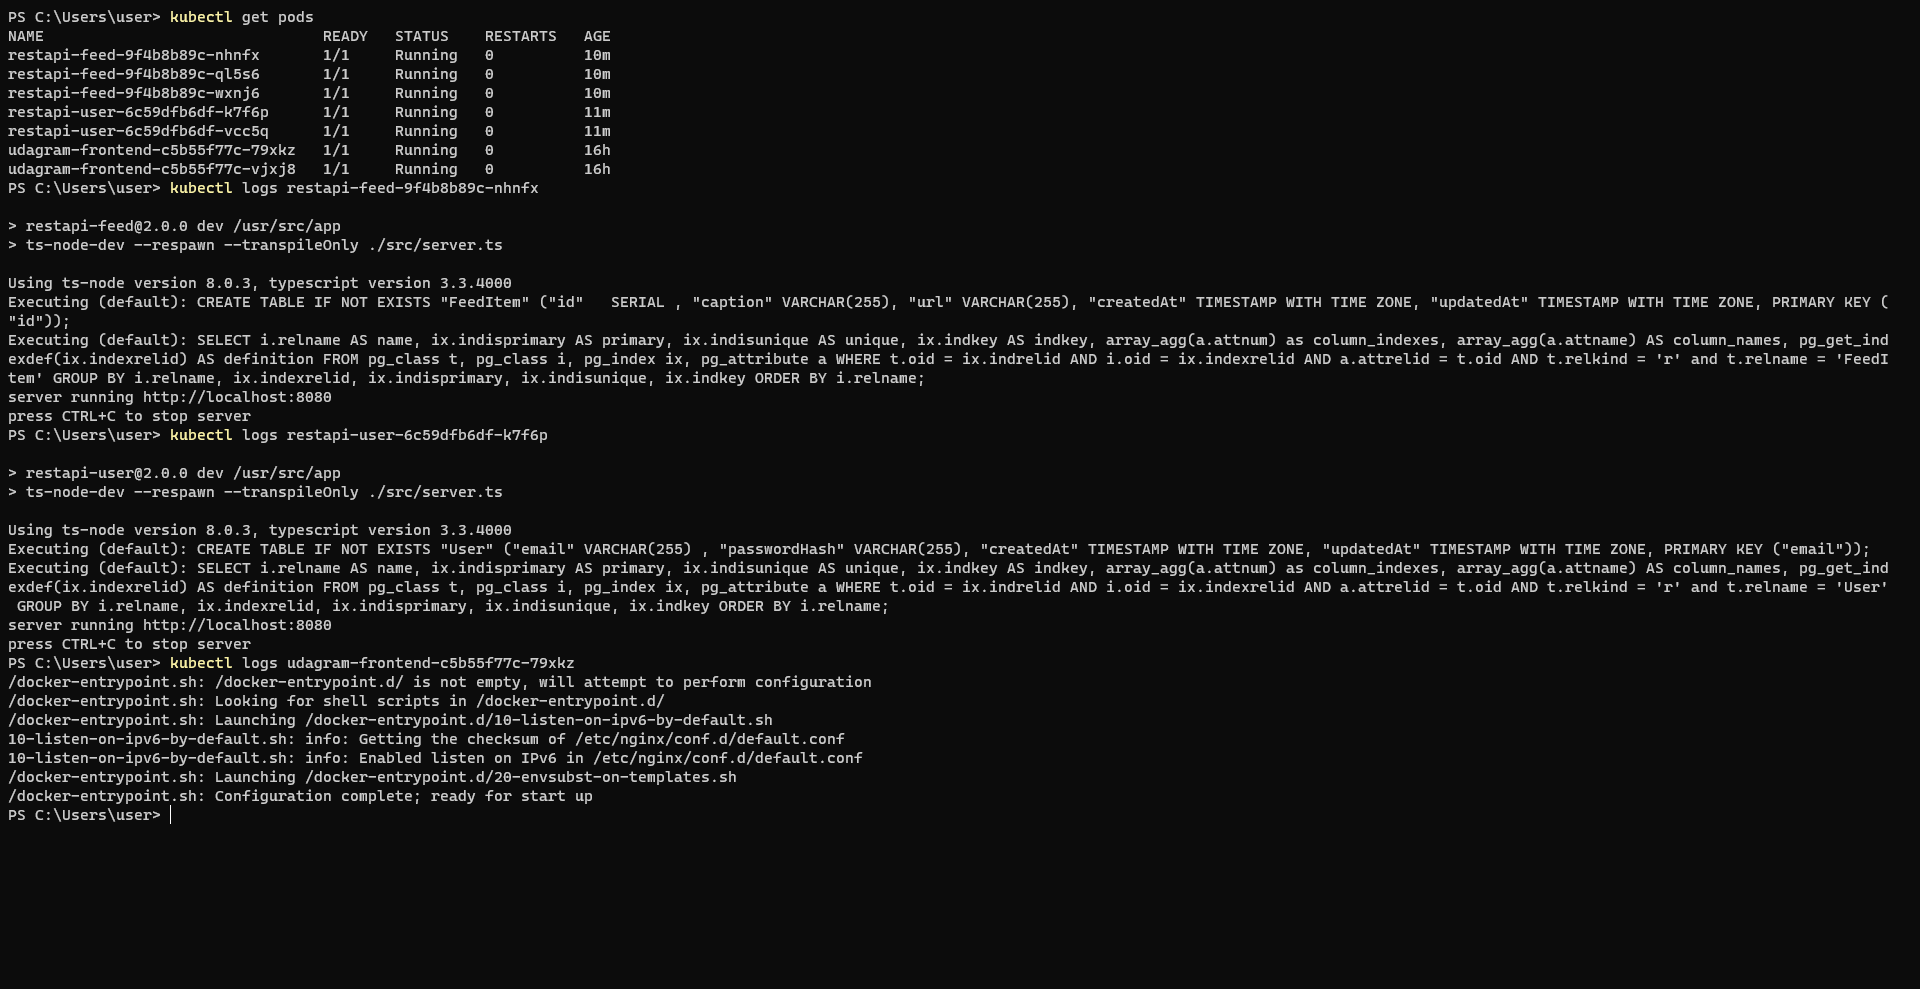 PS C:\Users\user> kubectl get pods
NAME                               READY   STATUS    RESTARTS   AGE
restapi-feed-9f4b8b89c-nhnfx       1/1     Running   0          10m
restapi-feed-9f4b8b89c-ql5s6       1/1     Running   0          10m
restapi-feed-9f4b8b89c-wxnj6       1/1     Running   0          10m
restapi-user-6c59dfb6df-k7f6p      1/1     Running   0          11m
restapi-user-6c59dfb6df-vcc5q      1/1     Running   0          11m
udagram-frontend-c5b55f77c-79xkz   1/1     Running   0          16h
udagram-frontend-c5b55f77c-vjxj8   1/1     Running   0          16h
PS C:\Users\user> kubectl logs restapi-feed-9f4b8b89c-nhnfx

> restapi-feed@2.0.0 dev /usr/src/app
> ts-node-dev --respawn --transpileOnly ./src/server.ts

Using ts-node version 8.0.3, typescript version 3.3.4000
Executing (default): CREATE TABLE IF NOT EXISTS "FeedItem" ("id"   SERIAL , "caption" VARCHAR(255), "url" VARCHAR(255), "createdAt" TIMESTAMP WITH TIME ZONE, "updatedAt" TIMESTAMP WITH TIME ZONE, PRIMARY KEY (
"id"));
Executing (default): SELECT i.relname AS name, ix.indisprimary AS primary, ix.indisunique AS unique, ix.indkey AS indkey, array_agg(a.attnum) as column_indexes, array_agg(a.attname) AS column_names, pg_get_ind
exdef(ix.indexrelid) AS definition FROM pg_class t, pg_class i, pg_index ix, pg_attribute a WHERE t.oid = ix.indrelid AND i.oid = ix.indexrelid AND a.attrelid = t.oid AND t.relkind = 'r' and t.relname = 'FeedI
tem' GROUP BY i.relname, ix.indexrelid, ix.indisprimary, ix.indisunique, ix.indkey ORDER BY i.relname;
server running http://localhost:8080
press CTRL+C to stop server
PS C:\Users\user> kubectl logs restapi-user-6c59dfb6df-k7f6p

> restapi-user@2.0.0 dev /usr/src/app
> ts-node-dev --respawn --transpileOnly ./src/server.ts

Using ts-node version 8.0.3, typescript version 3.3.4000
Executing (default): CREATE TABLE IF NOT EXISTS "User" ("email" VARCHAR(255) , "passwordHash" VARCHAR(255), "createdAt" TIMESTAMP WITH TIME ZONE, "updatedAt" TIMESTAMP WITH TIME ZONE, PRIMARY KEY ("email"));
Executing (default): SELECT i.relname AS name, ix.indisprimary AS primary, ix.indisunique AS unique, ix.indkey AS indkey, array_agg(a.attnum) as column_indexes, array_agg(a.attname) AS column_names, pg_get_ind
exdef(ix.indexrelid) AS definition FROM pg_class t, pg_class i, pg_index ix, pg_attribute a WHERE t.oid = ix.indrelid AND i.oid = ix.indexrelid AND a.attrelid = t.oid AND t.relkind = 'r' and t.relname = 'User'
 GROUP BY i.relname, ix.indexrelid, ix.indisprimary, ix.indisunique, ix.indkey ORDER BY i.relname;
server running http://localhost:8080
press CTRL+C to stop server
PS C:\Users\user> kubectl logs udagram-frontend-c5b55f77c-79xkz
/docker-entrypoint.sh: /docker-entrypoint.d/ is not empty, will attempt to perform configuration
/docker-entrypoint.sh: Looking for shell scripts in /docker-entrypoint.d/
/docker-entrypoint.sh: Launching /docker-entrypoint.d/10-listen-on-ipv6-by-default.sh
10-listen-on-ipv6-by-default.sh: info: Getting the checksum of /etc/nginx/conf.d/default.conf
10-listen-on-ipv6-by-default.sh: info: Enabled listen on IPv6 in /etc/nginx/conf.d/default.conf
/docker-entrypoint.sh: Launching /docker-entrypoint.d/20-envsubst-on-templates.sh
/docker-entrypoint.sh: Configuration complete; ready for start up
PS C:\Users\user>